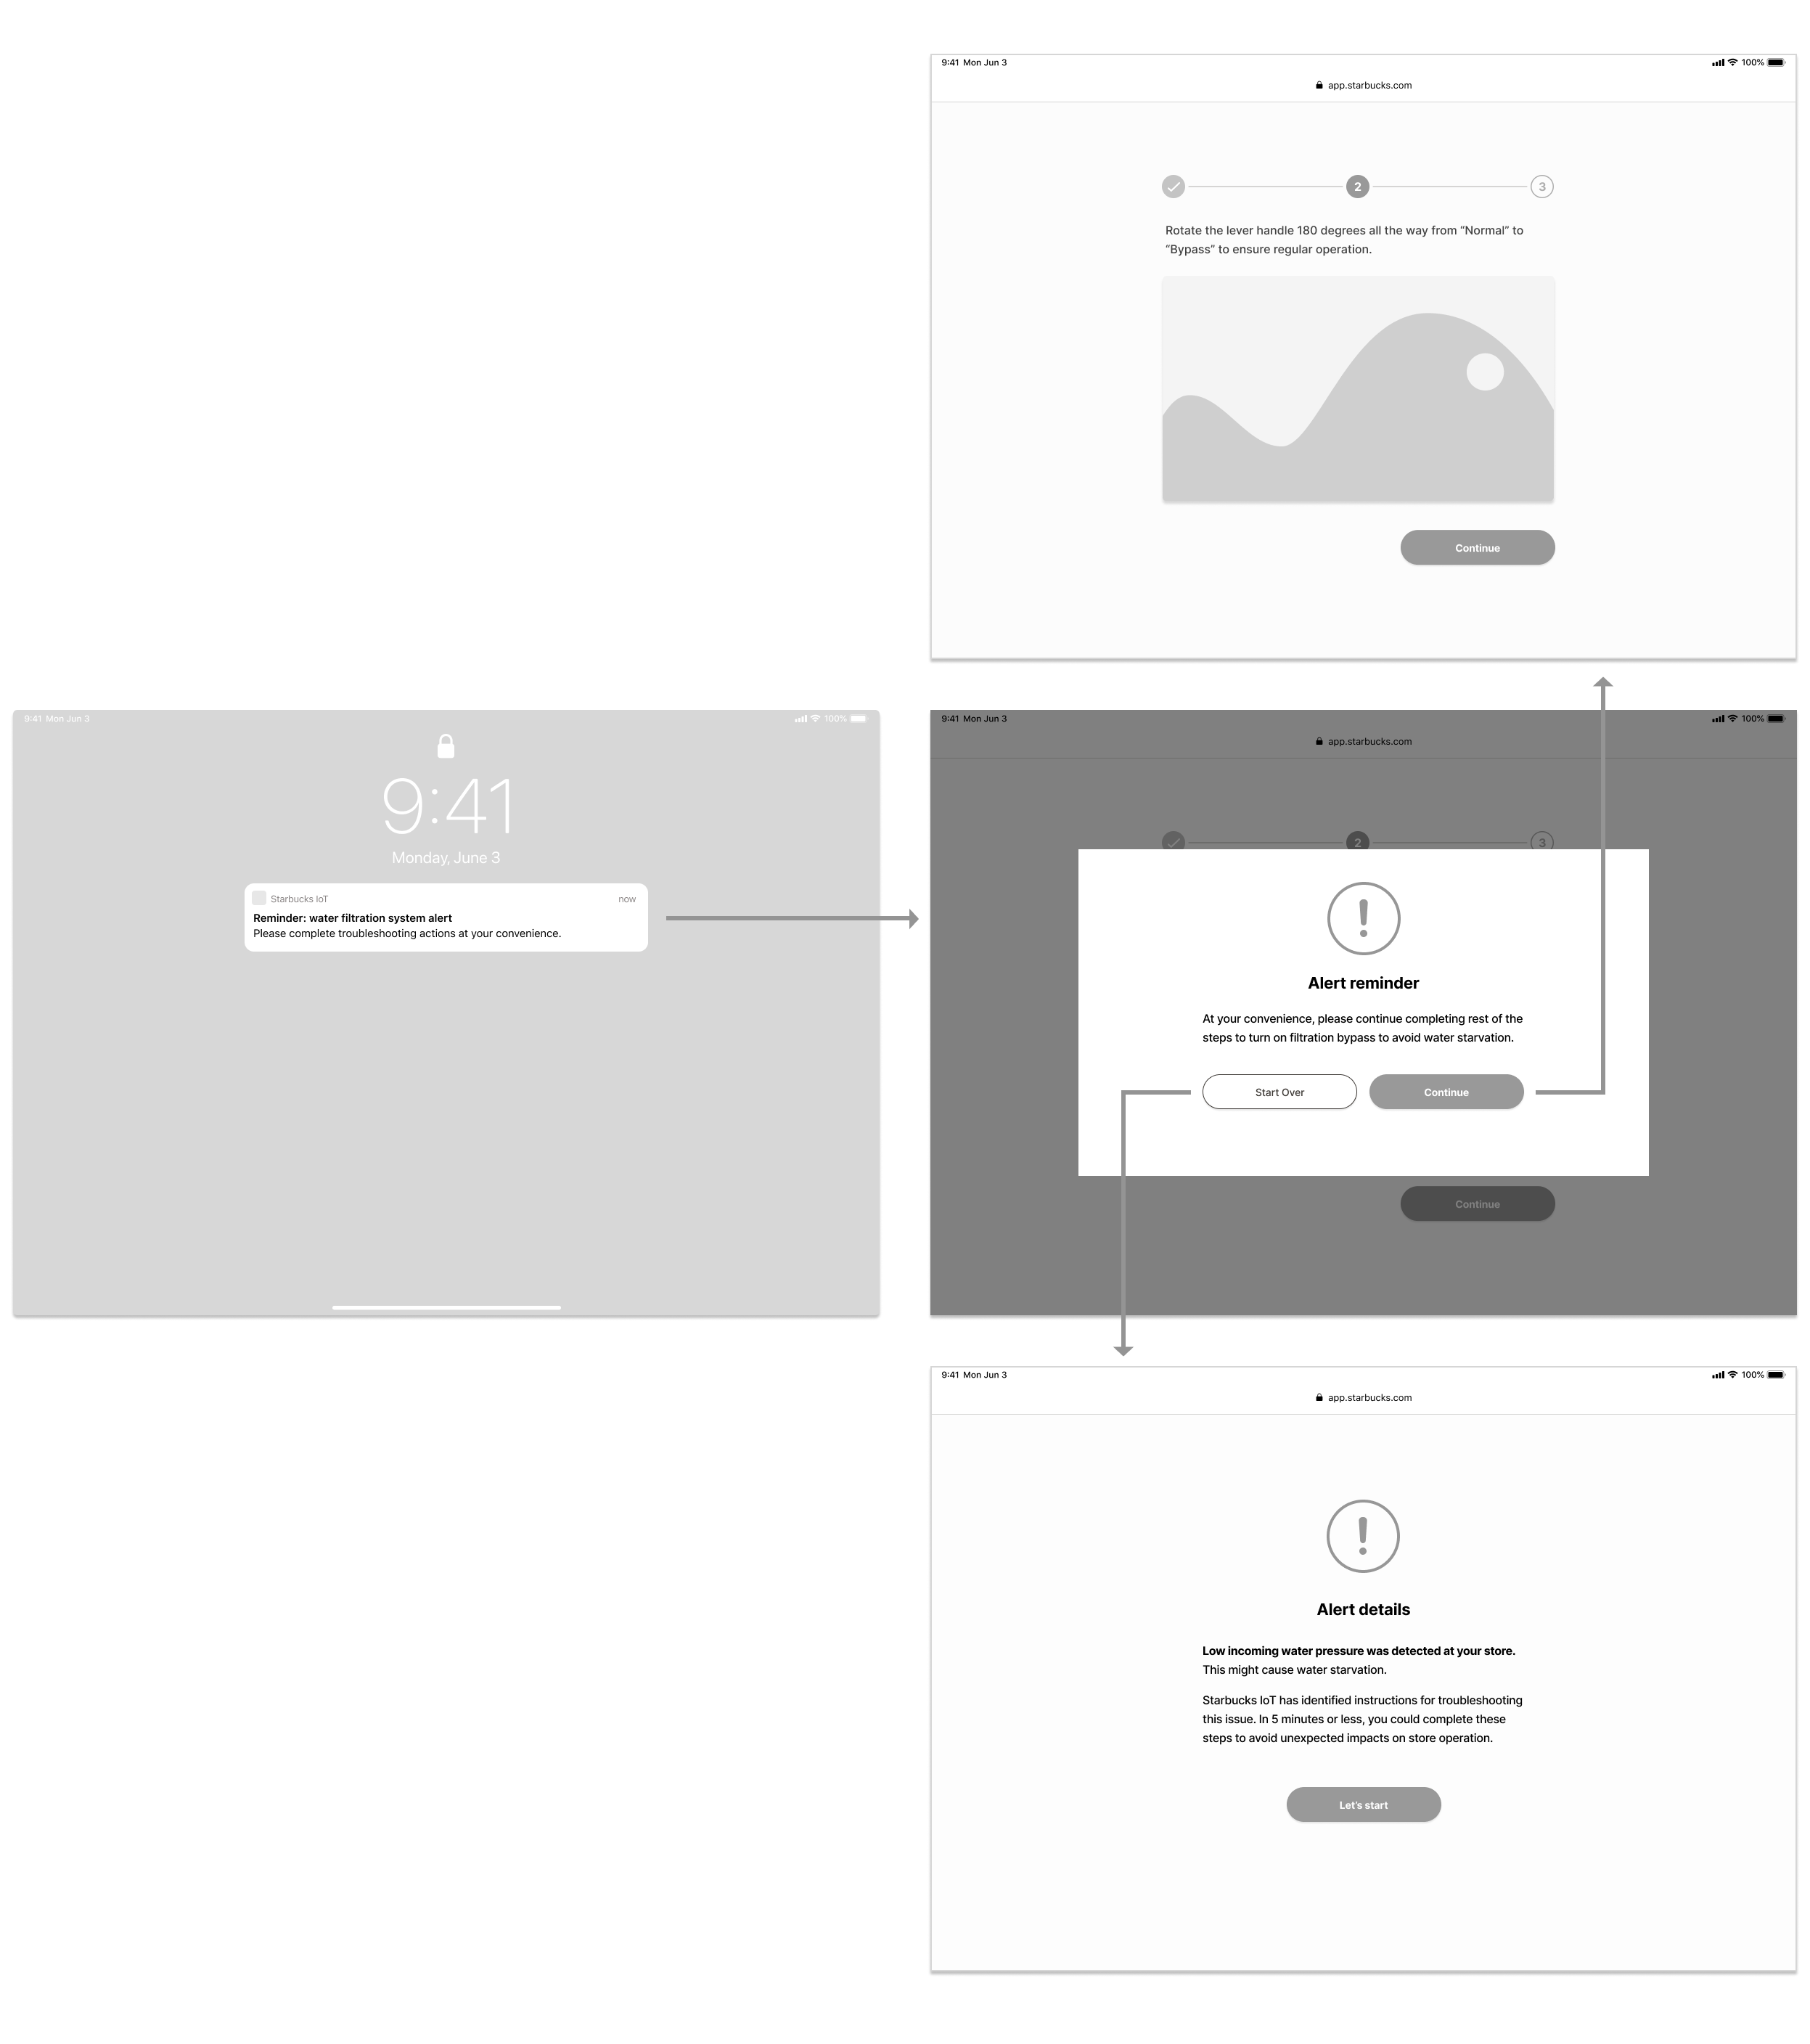 9:41 Mon Jun 3
100%
app.starbucks.com
2
3
Rotate the lever handle 180 degrees all the way from “Normal” to
“Bypass” to ensure regular operation.
Continue
9:41 Mon Jun 3
100%
9:41
Monday, June 3
Starbucks IoT
now
Reminder: water filtration system alert
Please complete troubleshooting actions at your convenience.
9:41 Mon Jun 3
100%
app.starbucks.com
2
3
Alert reminder
At your convenience, please continue completing rest of the
steps to turn on filtration bypass to avoid water starvation.
Start Over
Continue
Continue
9:41 Mon Jun 3
100%
app.starbucks.com
Alert details
Low incoming water pressure was detected at your store.
This might cause water starvation.
Starbucks IoT has identified instructions for troubleshooting
this issue. In 5 minutes or less, you could complete these
steps to avoid unexpected impacts on store operation.
Let’s start